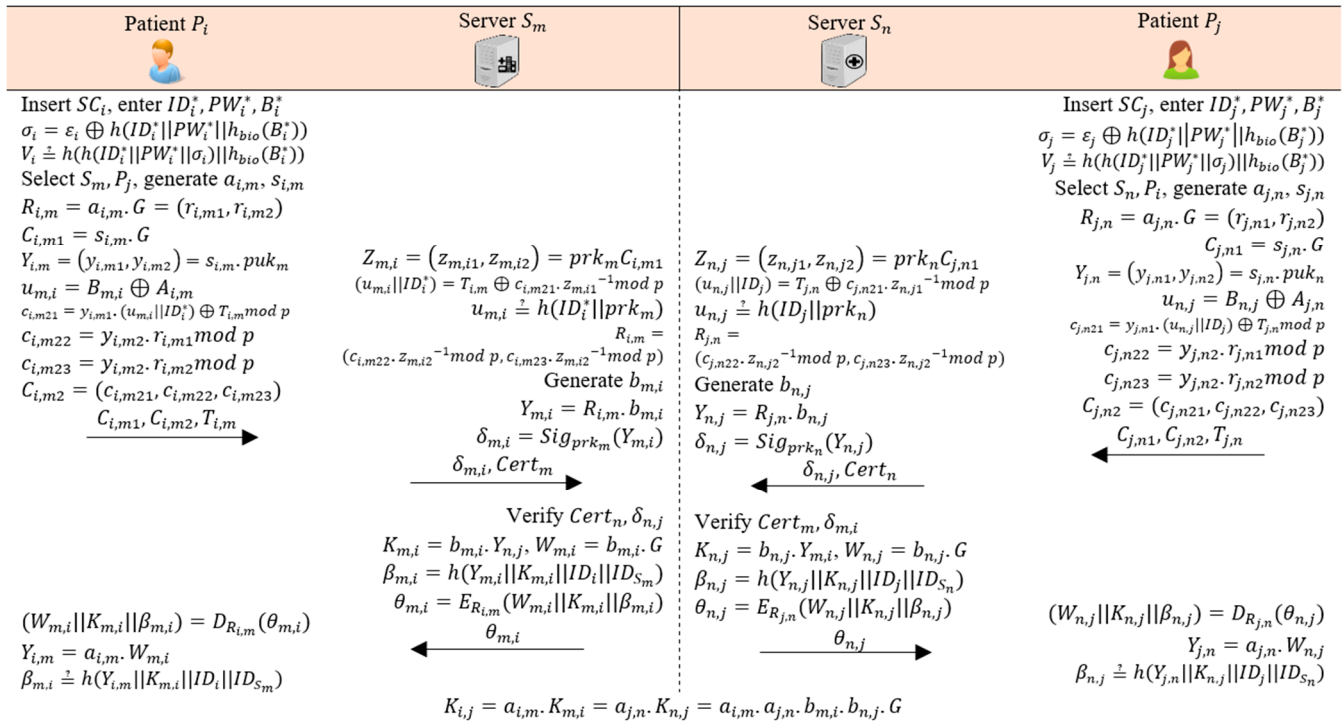 Patient P_i
Server S_m
Server S_n
Patient P_j
Insert SC_i, enter ID_i^*, PW_i^*, B_i^*
σ_i = ε_i ⊕ h(ID_i^*||PW_i^*||h_bio(B_i^*))
V_i ≟ h(h(ID_i^*||PW_i^*||σ_i)||h_bio(B_i^*))
Select S_m, P_j, generate a_{i,m}, s_{i,m}
R_{i,m} = a_{i,m}. G = (r_{i,m1}, r_{i,m2})
C_{i,m1} = s_{i,m}. G
Y_{i,m} = (y_{i,m1}, y_{i,m2}) = s_{i,m}. puk_m
u_{m,i} = B_{m,i} ⊕ A_{i,m}
c_{i,m21} = y_{i,m1}. (u_{m,i}||ID_i^*) ⊕ T_{i,m} mod p
c_{i,m22} = y_{i,m2}. r_{i,m1} mod p
c_{i,m23} = y_{i,m2}. r_{i,m2} mod p
C_{i,m2} = (c_{i,m21}, c_{i,m22}, c_{i,m23})
C_{i,m1}, C_{i,m2}, T_{i,m}
Z_{m,i} = (z_{m,i1}, z_{m,i2}) = prk_m C_{i,m1}
(u_{m,i}||ID_i^*) = T_{i,m} ⊕ c_{i,m21}. z_{m,i1}^{-1} mod p
u_{m,i} ≟ h(ID_i^*||prk_m)
R_{i,m} =
(c_{i,m22}. z_{m,i2}^{-1} mod p, c_{i,m23}. z_{m,i2}^{-1} mod p)
Generate b_{m,i}
Y_{m,i} = R_{i,m}. b_{m,i}
δ_{m,i} = Sig_{prk_m}(Y_{m,i})
δ_{m,i}, Cert_m
Z_{n,j} = (z_{n,j1}, z_{n,j2}) = prk_n C_{j,n1}
(u_{n,j}||ID_j) = T_{j,n} ⊕ c_{j,n21}. z_{n,j1}^{-1} mod p
u_{n,j} ≟ h(ID_j||prk_n)
R_{j,n} =
(c_{j,n22}. z_{n,j2}^{-1} mod p, c_{j,n23}. z_{n,j2}^{-1} mod p)
Generate b_{n,j}
Y_{n,j} = R_{j,n}. b_{n,j}
δ_{n,j} = Sig_{prk_n}(Y_{n,j})
δ_{n,j}, Cert_n
Insert SC_j, enter ID_j^*, PW_j^*, B_j^*
σ_j = ε_j ⊕ h(ID_j^*||PW_j^*||h_bio(B_j^*))
V_j ≟ h(h(ID_j^*||PW_j^*||σ_j)||h_bio(B_j^*))
Select S_n, P_i, generate a_{j,n}, s_{j,n}
R_{j,n} = a_{j,n}. G = (r_{j,n1}, r_{j,n2})
C_{j,n1} = s_{j,n}. G
Y_{j,n} = (y_{j,n1}, y_{j,n2}) = s_{j,n}. puk_n
u_{n,j} = B_{n,j} ⊕ A_{j,n}
c_{j,n21} = y_{j,n1}. (u_{n,j}||ID_j) ⊕ T_{j,n} mod p
c_{j,n22} = y_{j,n2}. r_{j,n1} mod p
c_{j,n23} = y_{j,n2}. r_{j,n2} mod p
C_{j,n2} = (c_{j,n21}, c_{j,n22}, c_{j,n23})
C_{j,n1}, C_{j,n2}, T_{j,n}
Verify Cert_n, δ_{n,j}
K_{m,i} = b_{m,i}. Y_{n,j}, W_{m,i} = b_{m,i}. G
β_{m,i} = h(Y_{m,i}||K_{m,i}||ID_i||ID_{S_m})
θ_{m,i} = E_{R_{i,m}}(W_{m,i}||K_{m,i}||β_{m,i})
θ_{m,i}
Verify Cert_m, δ_{m,i}
K_{n,j} = b_{n,j}. Y_{m,i}, W_{n,j} = b_{n,j}. G
β_{n,j} = h(Y_{n,j}||K_{n,j}||ID_j||ID_{S_n})
θ_{n,j} = E_{R_{j,n}}(W_{n,j}||K_{n,j}||β_{n,j})
θ_{n,j}
(W_{m,i}||K_{m,i}||β_{m,i}) = D_{R_{i,m}}(θ_{m,i})
Y_{i,m} = a_{i,m}. W_{m,i}
β_{m,i} ≟ h(Y_{i,m}||K_{m,i}||ID_i||ID_{S_m})
(W_{n,j}||K_{n,j}||β_{n,j}) = D_{R_{j,n}}(θ_{n,j})
Y_{j,n} = a_{j,n}. W_{n,j}
β_{n,j} ≟ h(Y_{j,n}||K_{n,j}||ID_j||ID_{S_n})
K_{i,j} = a_{i,m}. K_{m,i} = a_{j,n}. K_{n,j} = a_{i,m}. a_{j,n}. b_{m,i}. b_{n,j}. G